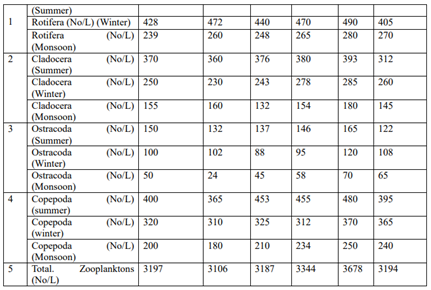 (Summer)
1 Rotifera (No/L) (Winter) 428 472 440 470 490 405
Rotifera (No/L)
(Monsoon) 239 260 248 265 280 270
2 Cladocera (No/L)
(Summer) 370 360 376 380 393 312
Cladocera (No/L)
(Winter) 250 230 243 278 285 260
Cladocera (No/L)
(Monsoon) 155 160 132 154 180 145
3 Ostracoda (No/L)
(Summer) 150 132 137 146 165 122
Ostracoda (No/L)
(Winter) 100 102 88 95 120 108
Ostracoda (No/L)
(Monsoon) 50 24 45 58 70 65
4 Copepoda (No/L)
(summer) 400 365 453 455 480 395
Copepoda (No/L)
(winter) 320 310 325 312 370 365
Copepoda (No/L)
(Monsoon) 200 180 210 234 250 240
5 Total. Zooplanktons
(No/L) 3197 3106 3187 3344 3678 3194